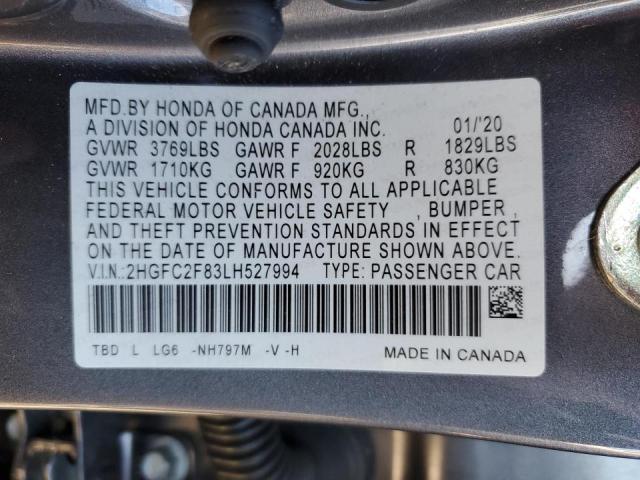 MFD.BY HONDA OF CANADA MFG.,
A DIVISION OF HONDA CANADA INC. 01/'20
GVWR 3769LBS GAWR F 2028LBS R 1829LBS
GVWR 1710KG GAWR F 920KG R 830KG
THIS VEHICLE CONFORMS TO ALL APPLICABLE
FEDERAL MOTOR VEHICLE SAFETY , BUMPER ,
AND THEFT PREVENTION STANDARDS IN EFFECT
ON THE DATE OF MANUFACTURE SHOWN ABOVE.
V.I.N.:2HGFC2F83LH527994 TYPE: PASSENGER CAR
TBD L LG6 -NH797M -V -H MADE IN CANADA